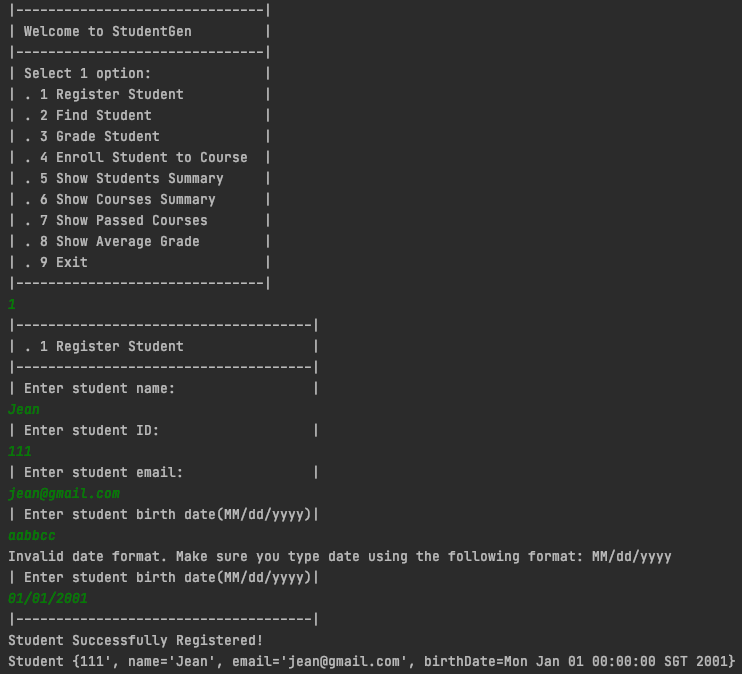 |-------------------------------|
| Welcome to StudentGen         |
|-------------------------------|
| Select 1 option:              |
| . 1 Register Student          |
| . 2 Find Student              |
| . 3 Grade Student             |
| . 4 Enroll Student to Course  |
| . 5 Show Students Summary     |
| . 6 Show Courses Summary      |
| . 7 Show Passed Courses       |
| . 8 Show Average Grade        |
| . 9 Exit                      |
|-------------------------------|
1
|-------------------------------------|
| . 1 Register Student                |
|-------------------------------------|
| Enter student name:                 |
Jean
| Enter student ID:                   |
111
| Enter student email:                |
jean@gmail.com
| Enter student birth date(MM/dd/yyyy)|
aabbcc
Invalid date format. Make sure you type date using the following format: MM/dd/yyyy
| Enter student birth date(MM/dd/yyyy)|
01/01/2001
|-------------------------------------|
Student Successfully Registered!
Student {111', name='Jean', email='jean@gmail.com', birthDate=Mon Jan 01 00:00:00 SGT 2001}